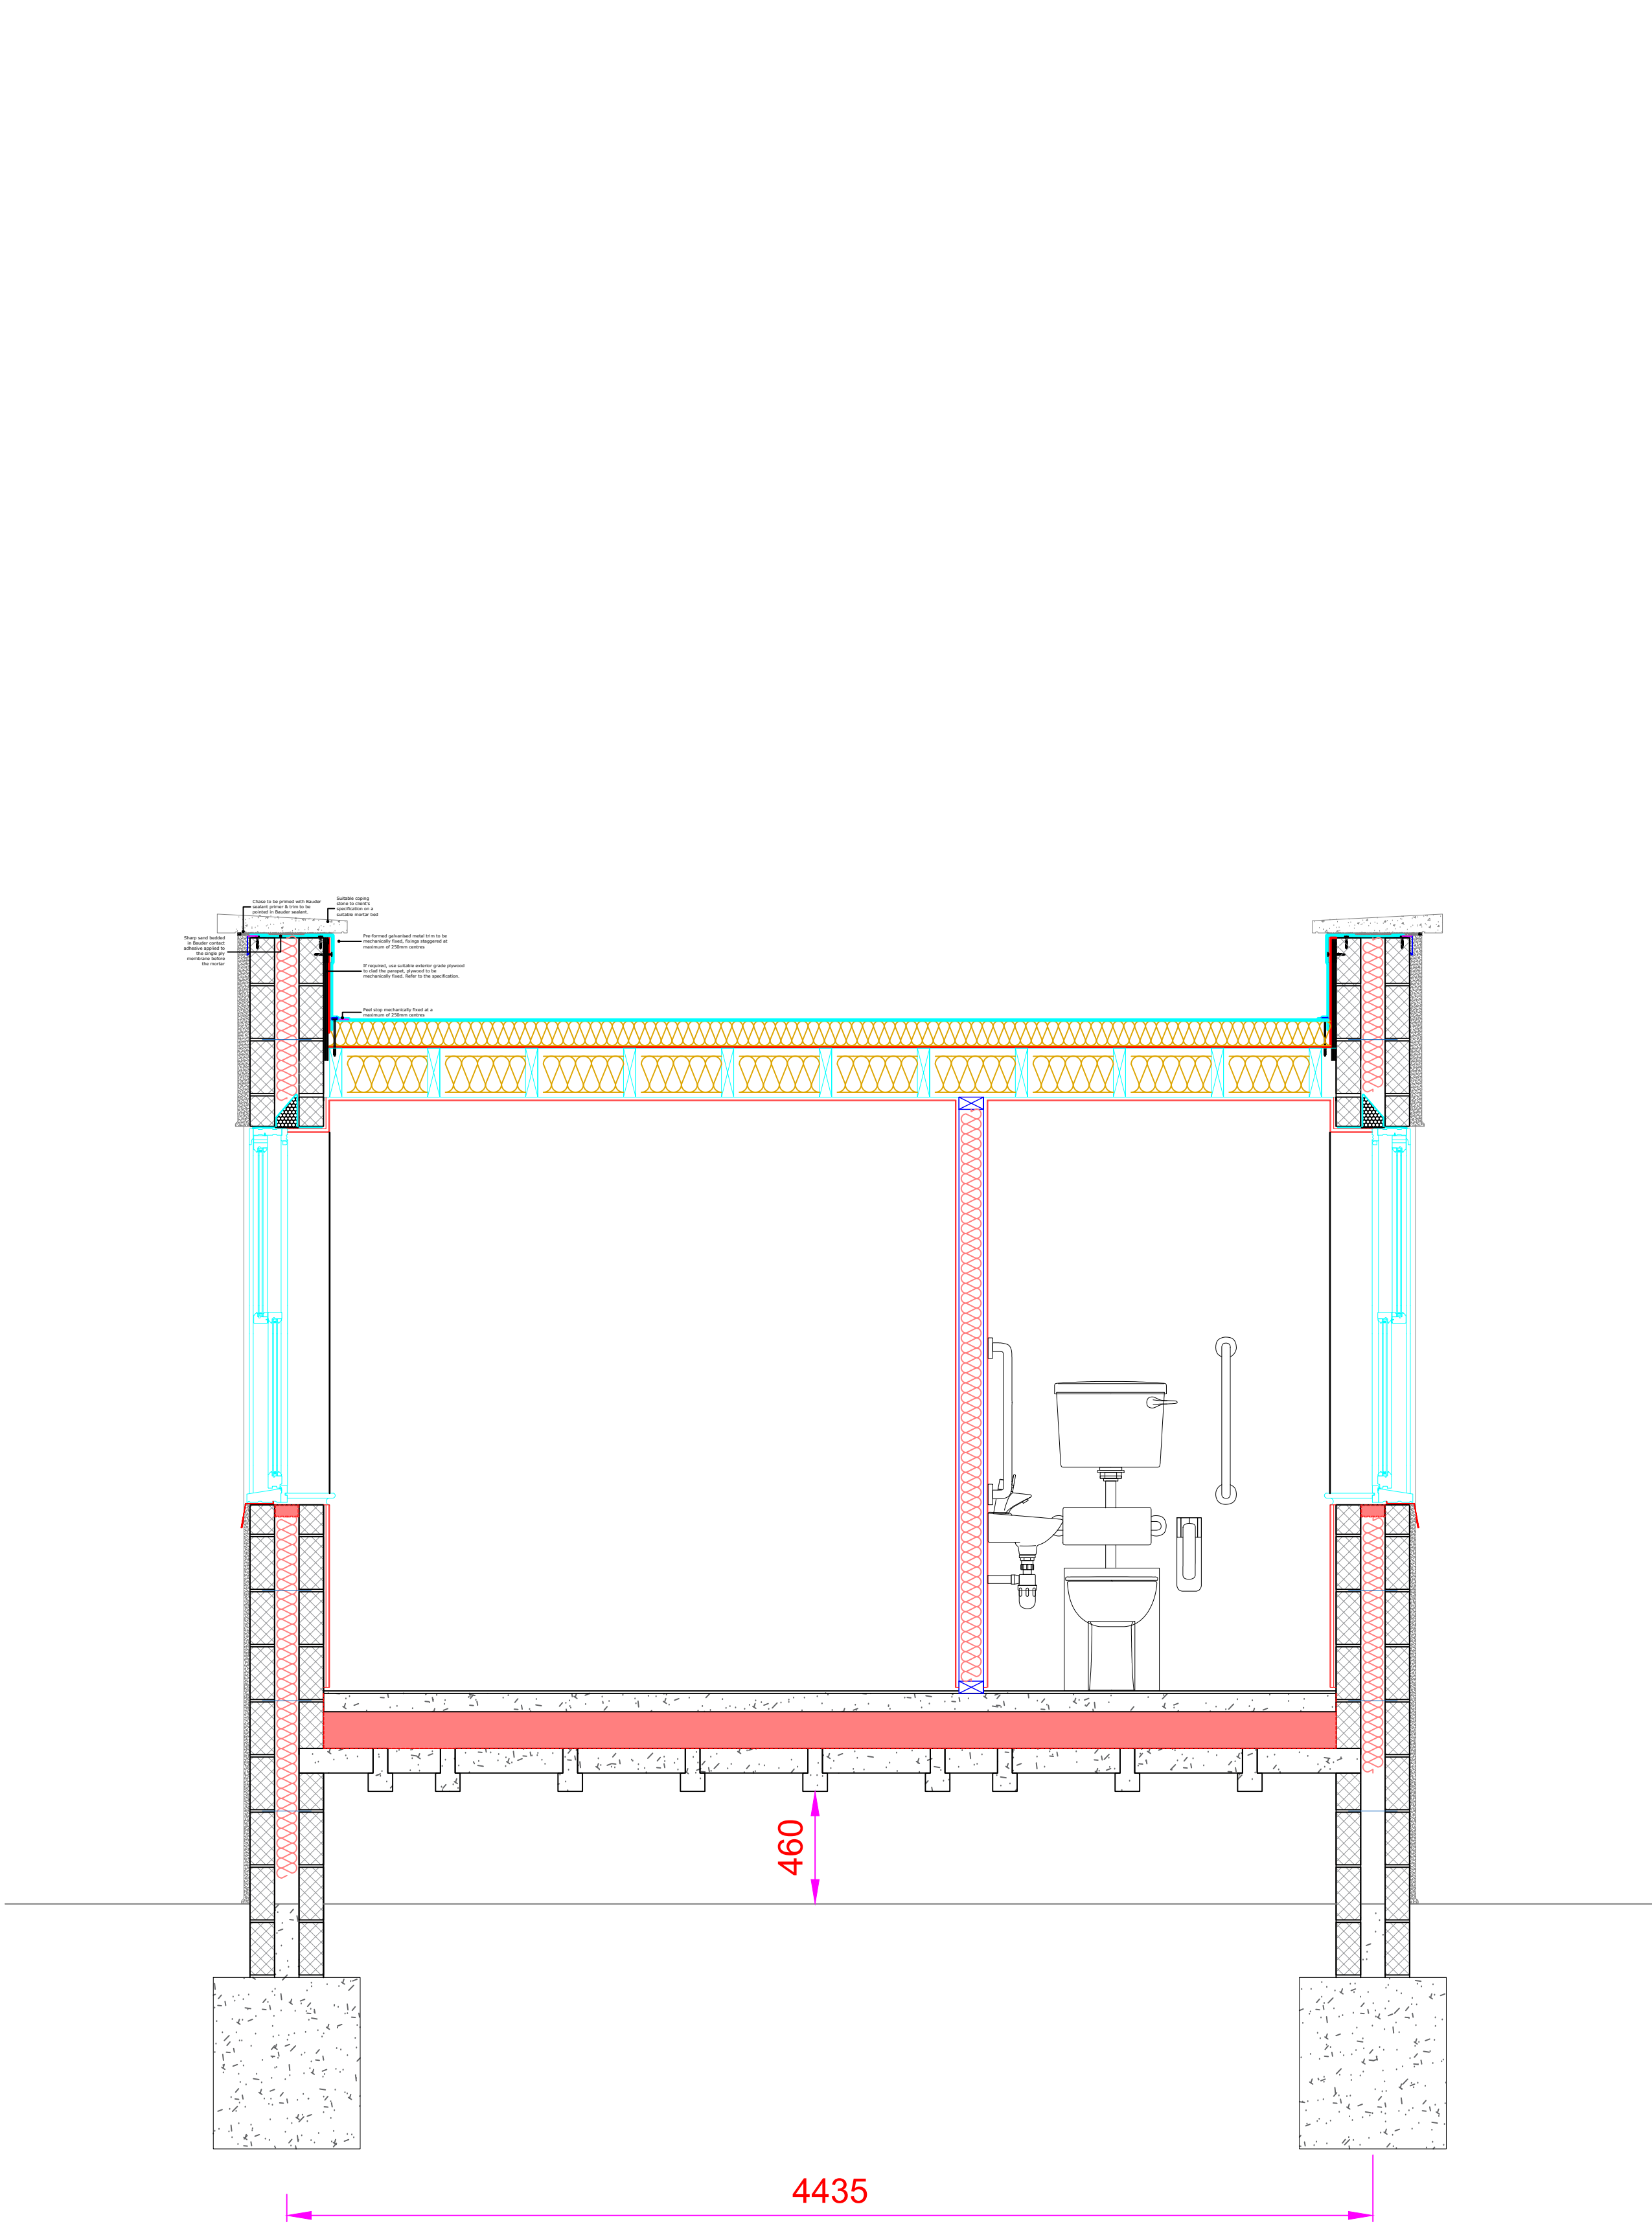 Chase to be primed with Bauder
sealant primer & trim to be
pointed in Bauder sealant.
Suitable coping
stone to client's
specification on a
suitable mortar bed
Sharp sand bedded
in Bauder contact
adhesive applied to
the single ply
membrane before
the mortar
Pre-formed galvanised metal trim to be
mechanically fixed, fixings staggered at
maximum of 250mm centres
If required, use suitable exterior grade plywood
to clad the parapet, plywood to be
mechanically fixed. Refer to the specification.
Peel stop mechanically fixed at a
maximum of 250mm centres
460
4435